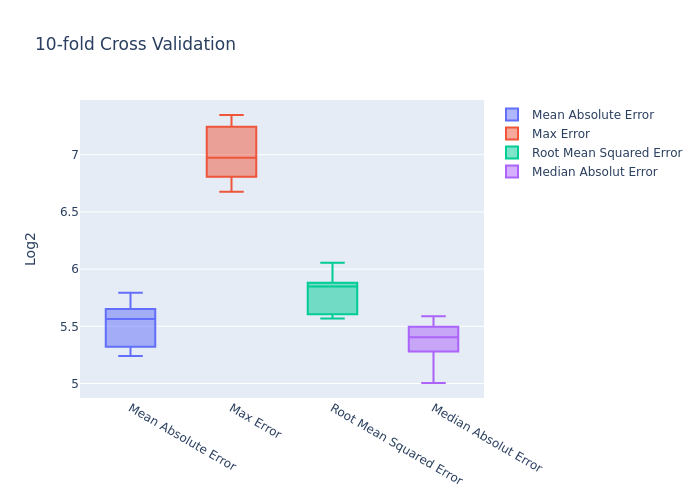 10-fold Cross Validation
Mean Absolute Error
Max Error
Root Mean Squared Error
Median Absolut Error
Log2
7
6.5
6
5.5
5
Mean Absolute Error
Max Error
Root Mean Squared Error
Median Absolut Error